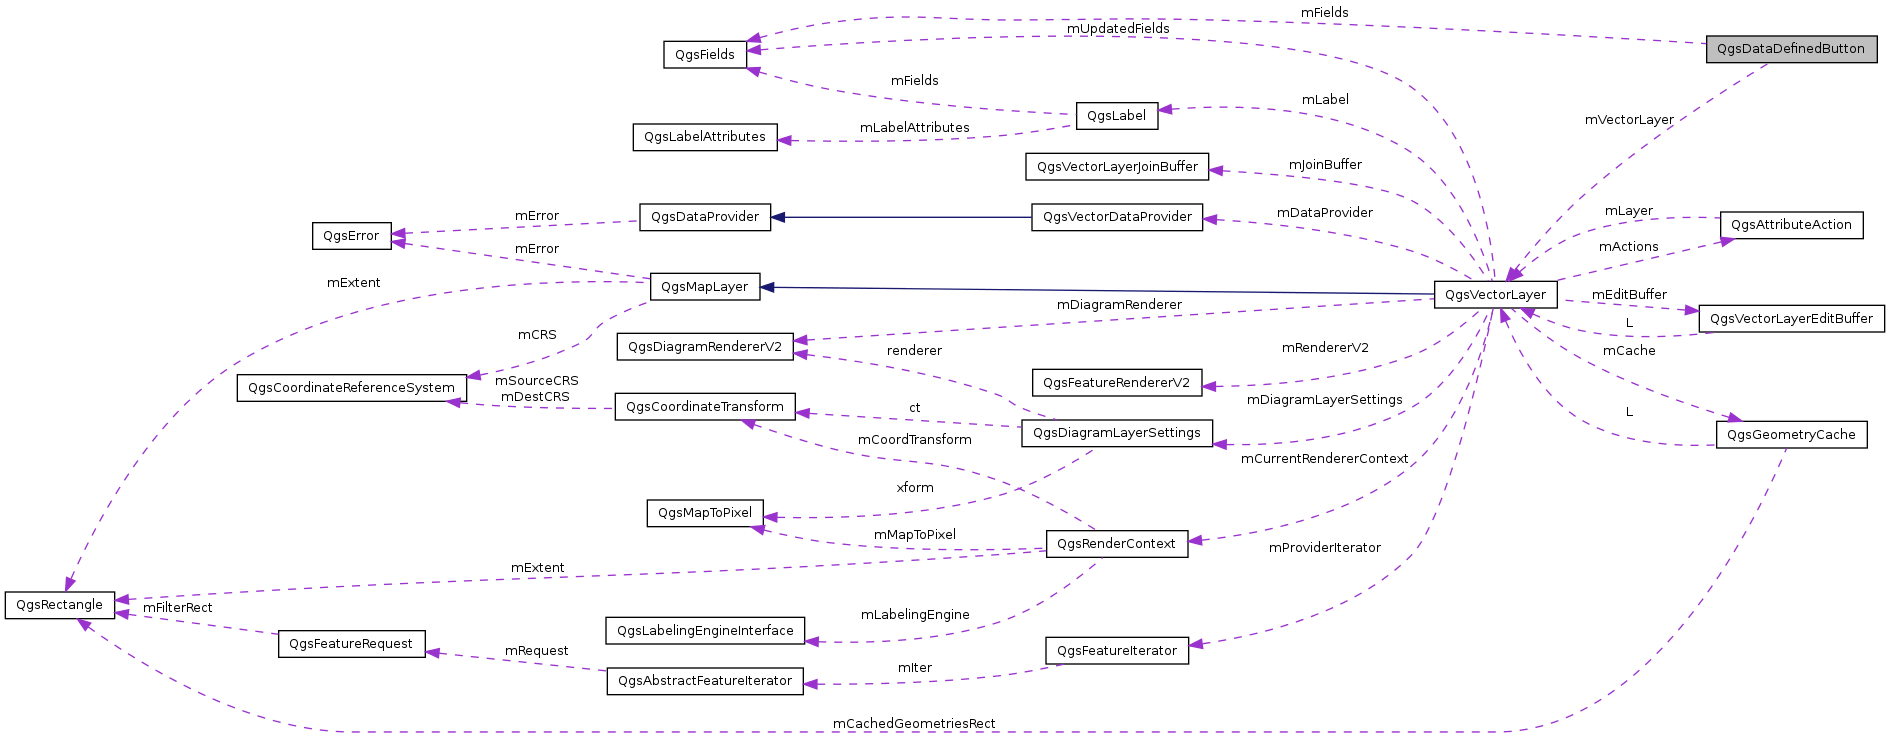 mFields
mUpdatedFields
QgsDataDefinedButton
QgsFields
mFields
mLabel
QgsLabel
mVectorLayer
mLabelAttributes
QgsLabelAttributes
mJoinBuffer
QgsVectorLayerJoinBuffer
mError
QgsDataProvider
QgsVectorDataProvider
mDataProvider
mLayer
QgsAttributeAction
QgsError
mError
mActions
mExtent
QgsMapLayer
QgsVectorLayer
mEditBuffer
mDiagramRenderer
QgsVectorLayerEditBuffer
L
mCRS
QgsDiagramRendererV2
renderer
mRendererV2
mCache
QgsCoordinateReferenceSystem
mSourceCRS
mDestCRS
QgsFeatureRendererV2
mDiagramLayerSettings
QgsCoordinateTransform
ct
L
mCoordTransform
QgsDiagramLayerSettings
QgsGeometryCache
mCurrentRendererContext
xform
QgsMapToPixel
mMapToPixel
QgsRenderContext
mProviderIterator
mExtent
QgsRectangle
mFilterRect
mLabelingEngine
QgsLabelingEngineInterface
QgsFeatureRequest
mRequest
QgsFeatureIterator
mIter
QgsAbstractFeatureIterator
mCachedGeometriesRect